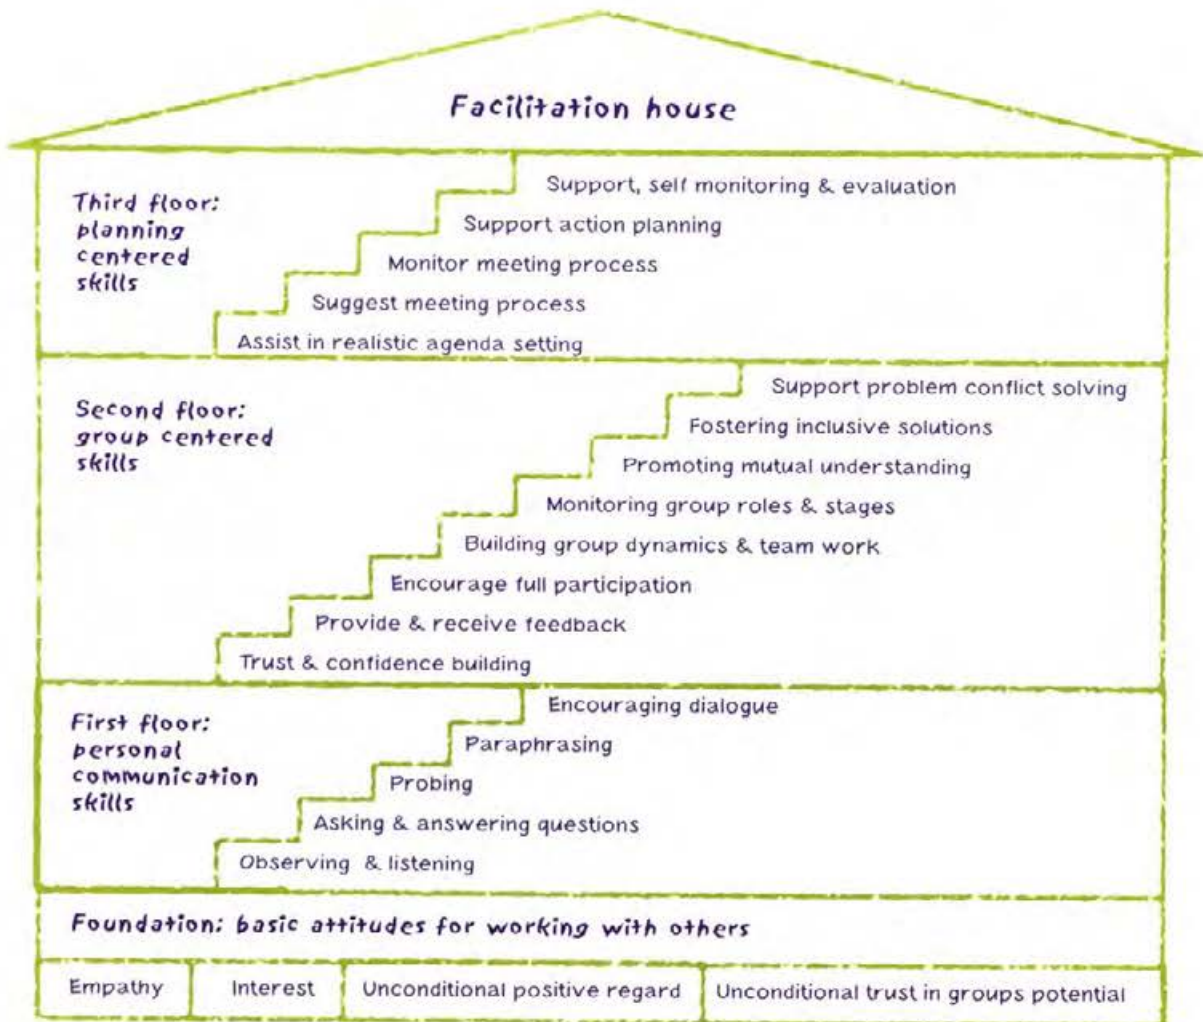 Facilitation house
Third floor:
planning
centered
skills
Support, self monitoring & evaluation
Support action planning
Monitor meeting process
Suggest meeting process
Assist in realistic agenda setting
Second floor:
group centered
skills
Support problem conflict solving
Fostering inclusive solutions
Promoting mutual understanding
Monitoring group roles & stages
Building group dynamics & team work
Encourage full participation
Provide & receive feedback
Trust & confidence building
First floor:
personal
communication
skills
Encouraging dialogue
Paraphrasing
Probing
Asking & answering questions
Observing & listening
Foundation: basic attitudes for working with others
Empathy
Interest
Unconditional positive regard
Unconditional trust in groups potential